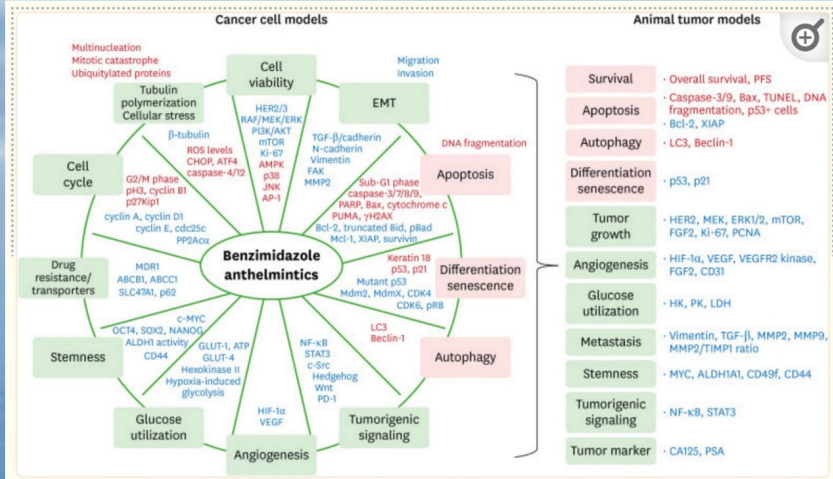 Cancer cell models
Animal tumor models
Multinucleation
Mitotic catastrophe
Ubiquitylated proteins
Tubulin
polymerization
Cellular stress
β-tubulin
ROS levels
CHOP, ATF4
caspase-4/12
Cell
viability
HER2/3
RAF/MEK/ERK
PI3K/AKT
mTOR
Ki-67
AMPK
p38
JNK
AP-1
Migration
Invasion
EMT
TGF-β/cadherin
N-cadherin
Vimentin
FAK
MMP2
DNA fragmentation
Apoptosis
Sub-G1 phase
caspase-3/7/8/9,
PARP, Bax, cytochrome c
PUMA, γH2AX
Bcl-2, truncated Bid, pBad
Mcl-1, XIAP, survivin
Differentiation
senescence
Keratin 18
p53, p21
Mutant p53
Mdm2, MdmX, CDK4
CDK6, pRB
Autophagy
LC3
Beclin-1
Tumorigenic
signaling
NF-κB
STAT3
c-Src
Hedgehog
Wnt
PD-1
Angiogenesis
HIF-1α
VEGF
Glucose
utilization
GLUT-1, ATP
GLUT-4
Hexokinase II
Hypoxia-induced
glycolysis
Stemness
c-MYC
OCT4, SOX2, NANOG
ALDH1 activity
CD44
Drug
resistance/
transporters
MDR1
ABCB1, ABCC1
SLC47A1, p62
Cell
cycle
G2/M phase
pH3, cyclin B1
p27Kip1
cyclin A, cyclin D1
cyclin E, cdc25c
PP2Acα
Benzimidazole
anthelmintics
Survival
· Overall survival, PFS
Apoptosis
· Caspase-3/9, Bax, TUNEL, DNA
fragmentation, p53+ cells
· Bcl-2, XIAP
Autophagy
· LC3, Beclin-1
Differentiation
senescence
· p53, p21
Tumor
growth
· HER2, MEK, ERK1/2, mTOR,
FGF2, Ki-67, PCNA
Angiogenesis
· HIF-1α, VEGF, VEGFR2 kinase,
FGF2, CD31
Glucose
utilization
· HK, PK, LDH
Metastasis
· Vimentin, TGF-β, MMP2, MMP9,
MMP2/TIMP1 ratio
Stemness
· MYC, ALDH1A1, CD49f, CD44
Tumorigenic
signaling
· NF-κB, STAT3
Tumor marker
· CA125, PSA